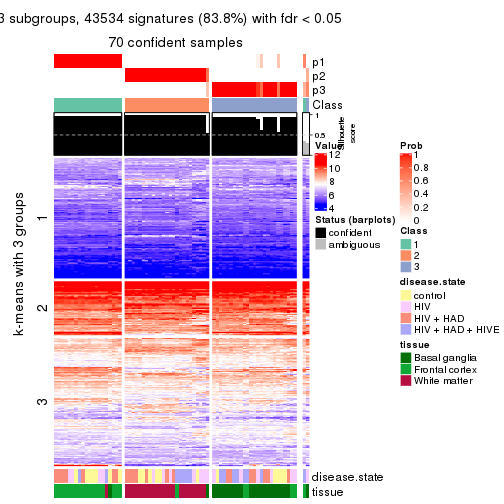 3 subgroups, 43534 signatures (83.8%) with fdr < 0.05
70 confident samples
p1
p2
p3
Class
1
0.5
Silhouette
score
Value
12
10
8
6
4
Status (barplots)
confident
ambiguous
Prob
1
0.8
0.6
0.4
0.2
0
Class
1
2
3
disease.state
control
HIV
HIV + HAD
HIV + HAD + HIVE
tissue
Basal ganglia
Frontal cortex
White matter
k-means with 3 groups
1
2
3
disease.state
tissue